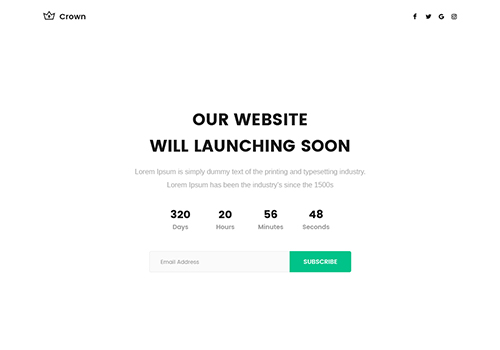 Crown
OUR WEBSITE
WILL LAUNCHING SOON
Lorem Ipsum is simply dummy text of the printing and typesetting industry.
Lorem Ipsum has been the industry's since the 1500s
320 20 56 48
Days Hours Minutes Seconds
Email Address SUBSCRIBE